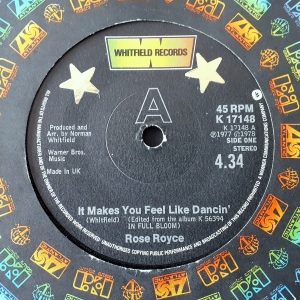 WHITFIELD RECORDS
A
45 RPM
K 17148
K 17148 A
℗1977 ©1978
SIDE ONE
STEREO
4.34
Produced and
Arr. by Norman
Whitfield
Warner Bros.
Music
Made in UK
It Makes You Feel Like Dancin'
(Whitfield) (Edited from the album K 56394
IN FULL BLOOM)
Rose Royce